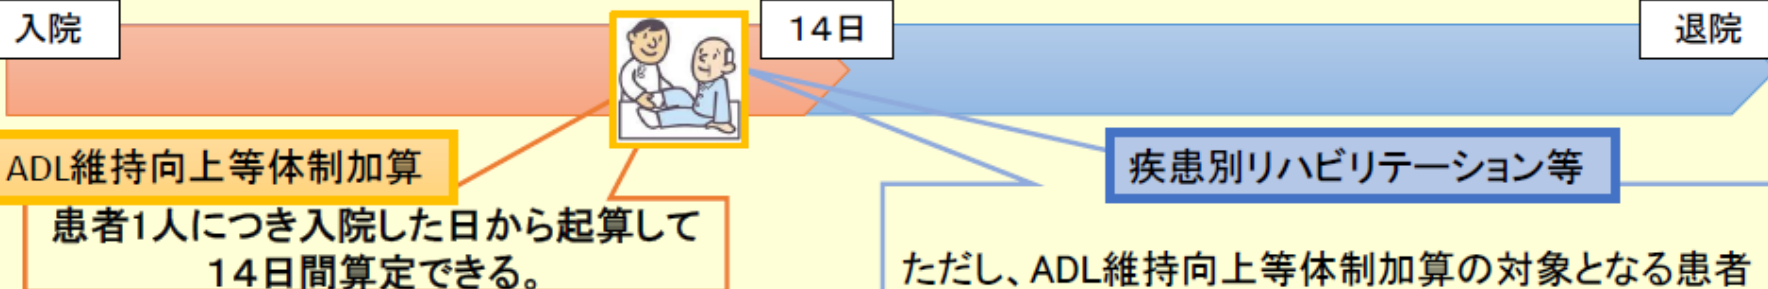 入院
14日
退院
ADL維持向上等体制加算
疾患別リハビリテーション等
患者1人につき入院した日から起算して
14日間算定できる。
ただし、ADL維持向上等体制加算の対象となる患者